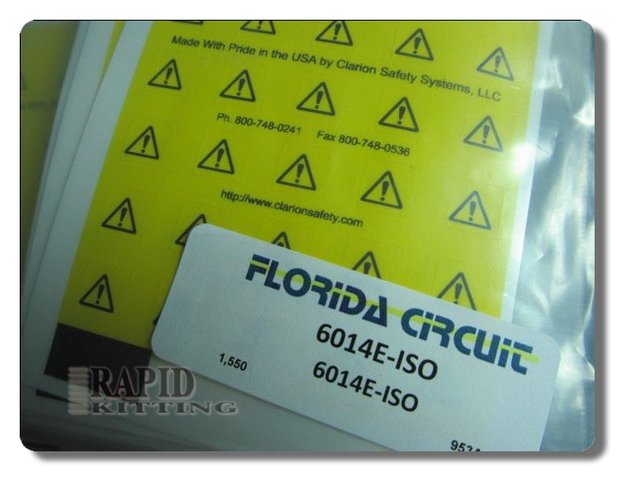 Made With Pride in the USA by Clarion Safety Systems, LLC
Ph. 800-748-0241 Fax 800-748-0536
http://www.clarionsafety.com
FLORIDA CIRCUIT
6014E-ISO
1,550
6014E-ISO
RAPID
KITTING